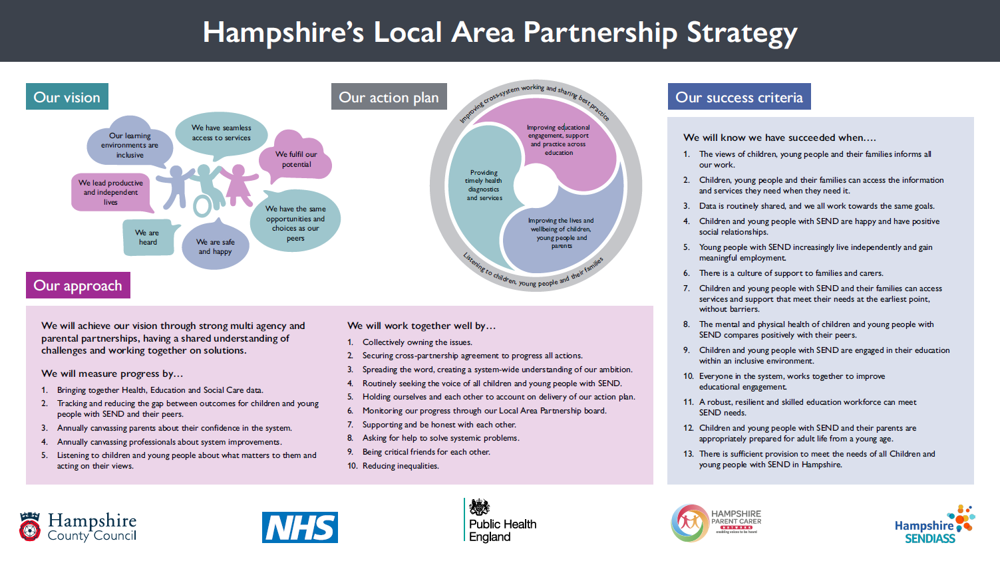 Hampshire's Local Area Partnership Strategy
Our vision
Our learning
environments are
inclusive
We have seamless
access to services
We fulfil our
potential
We lead productive
and independent
lives
We have the same
opportunities and
choices as our
peers
We are
heard
We are safe
and happy
Our action plan
Improving cross-system working and sharing best practice
Improving educational
engagement, support
and practice across
education
Providing
timely health
diagnostics
and services
Improving the lives and
wellbeing of children,
young people and
parents
Listening to children, young people and their families
Our approach
We will achieve our vision through strong multi agency and
parental partnerships, having a shared understanding of
challenges and working together on solutions.
We will measure progress by…
1. Bringing together Health, Education and Social Care data.
2. Tracking and reducing the gap between outcomes for children and young
people with SEND and their peers.
3. Annually canvassing parents about their confidence in the system.
4. Annually canvassing professionals about system improvements.
5. Listening to children and young people about what matters to them and
acting on their views.
We will work together well by…
1. Collectively owning the issues.
2. Securing cross-partnership agreement to progress all actions.
3. Spreading the word, creating a system-wide understanding of our ambition.
4. Routinely seeking the voice of all children and young people with SEND.
5. Holding ourselves and each other to account on delivery of our action plan.
6. Monitoring our progress through our Local Area Partnership board.
7. Supporting and be honest with each other.
8. Asking for help to solve systemic problems.
9. Being critical friends for each other.
10. Reducing inequalities.
Our success criteria
We will know we have succeeded when….
1. The views of children, young people and their families informs all
our work.
2. Children, young people and their families can access the information
and services they need when they need it.
3. Data is routinely shared, and we all work towards the same goals.
4. Children and young people with SEND are happy and have positive
social relationships.
5. Young people with SEND increasingly live independently and gain
meaningful employment.
6. There is a culture of support to families and carers.
7. Children and young people with SEND and their families can access
services and support that meet their needs at the earliest point,
without barriers.
8. The mental and physical health of children and young people with
SEND compares positively with their peers.
9. Children and young people with SEND are engaged in their education
within an inclusive environment.
10. Everyone in the system, works together to improve
educational engagement.
11. A robust, resilient and skilled education workforce can meet
SEND needs.
12. Children and young people with SEND and their parents are
appropriately prepared for adult life from a young age.
13. There is sufficient provision to meet the needs of all Children and
young people with SEND in Hampshire.
Hampshire
County Council
NHS
Public Health
England
HAMPSHIRE
PARENT CARER
NETWORK
enabling voices to be heard
Hampshire
SENDIASS